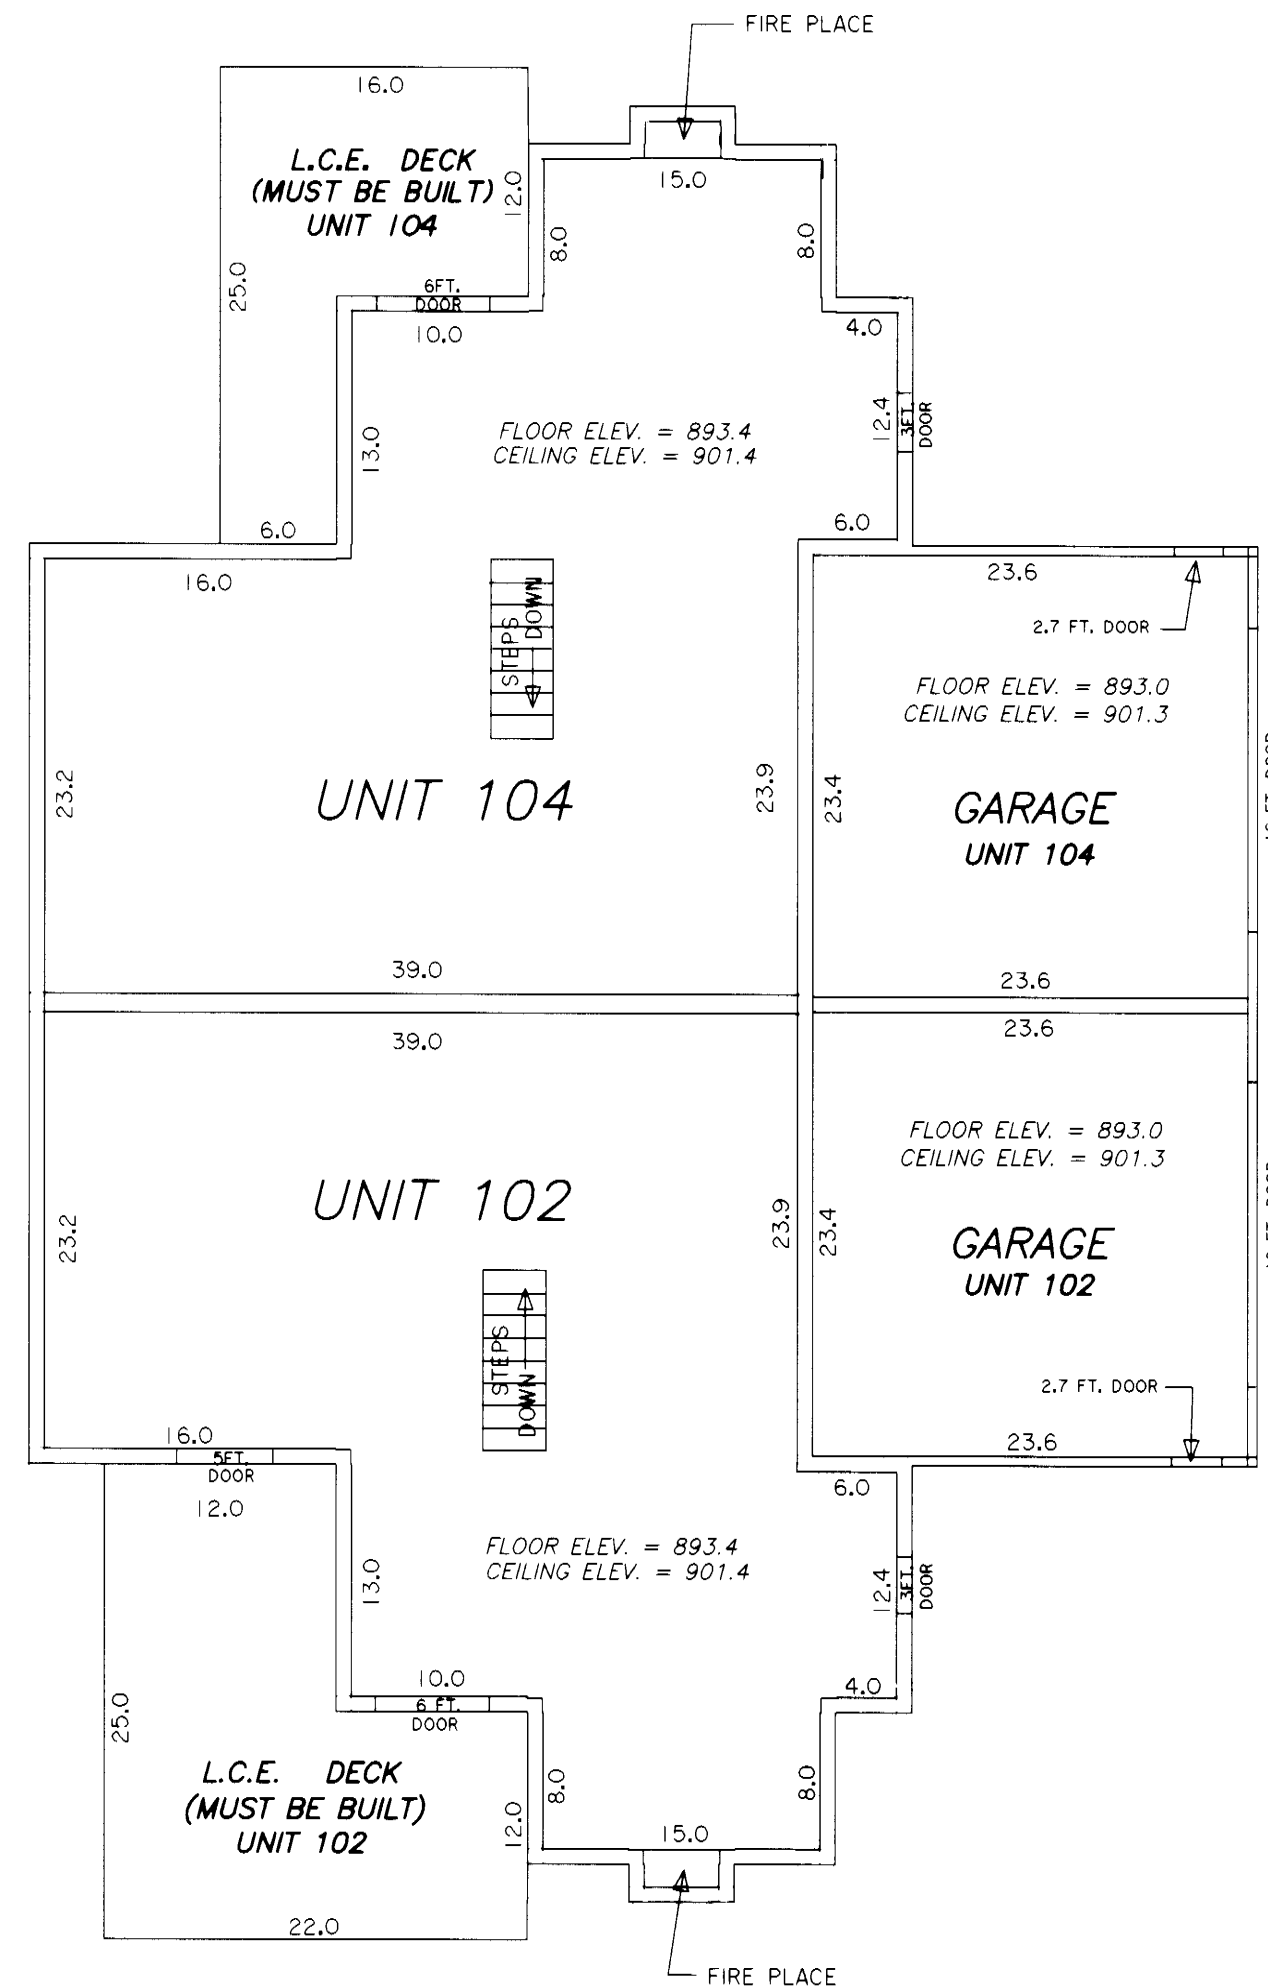 FIRE PLACE
16.0
L.C.E. DECK
(MUST BE BUILT)
UNIT 104
12.0
15.0
8.0
8.0
25.0
6FT.
DOOR
10.0
4.0
13.0
FLOOR ELEV. = 893.4
CEILING ELEV. = 901.4
12.4
3FT.
DOOR
6.0
6.0
16.0
23.6
STEPS
DOWN
2.7 FT. DOOR
FLOOR ELEV. = 893.0
CEILING ELEV. = 901.3
23.2
UNIT 104
23.9
23.4
GARAGE
UNIT 104
39.0
23.6
39.0
23.6
FLOOR ELEV. = 893.0
CEILING ELEV. = 901.3
UNIT 102
23.2
23.9
23.4
GARAGE
UNIT 102
STEPS
DOWN
2.7 FT. DOOR
16.0
23.6
5FT.
DOOR
12.0
6.0
FLOOR ELEV. = 893.4
CEILING ELEV. = 901.4
13.0
12.4
3FT.
DOOR
10.0
4.0
6 FT.
DOOR
25.0
L.C.E. DECK
(MUST BE BUILT)
UNIT 102
8.0
8.0
12.0
15.0
22.0
FIRE PLACE